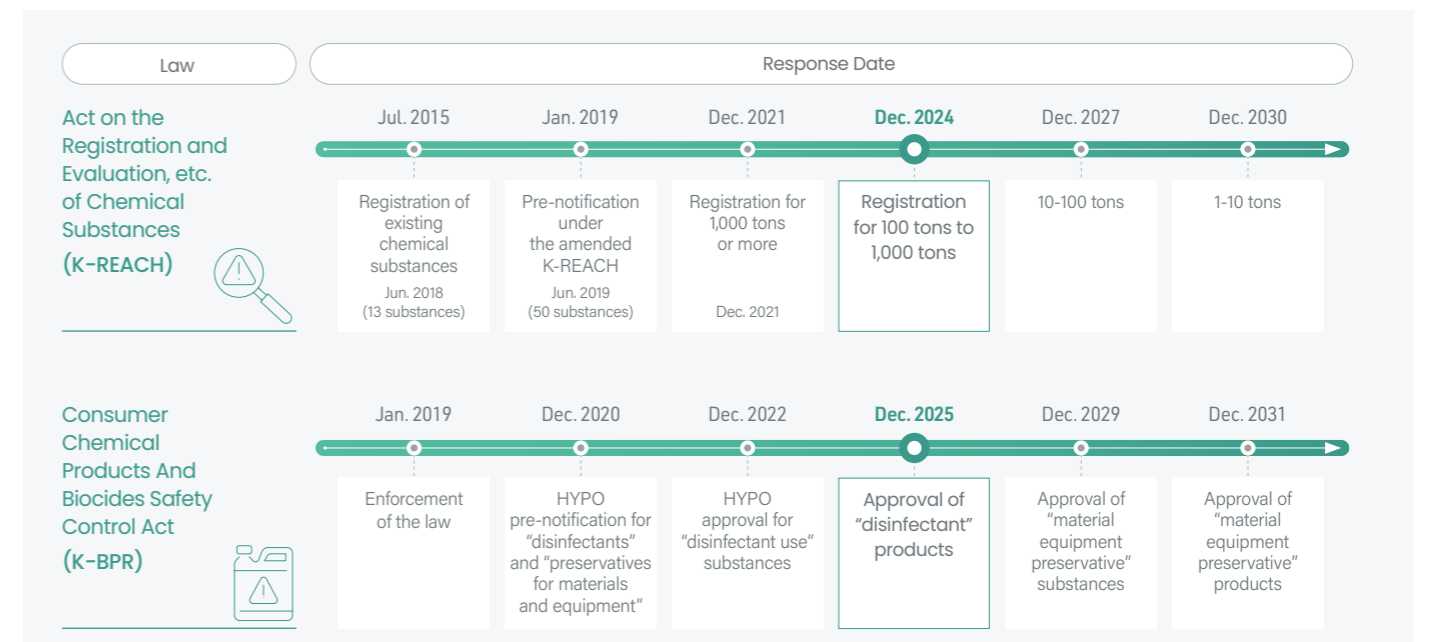 Law
Response Date
Act on the
Registration and
Evaluation, etc.
of Chemical
Substances
(K-REACH)
Jul. 2015
Jan. 2019
Dec. 2021
Dec. 2024
Dec. 2027
Dec. 2030
Registration of
existing
chemical
substances
Jun. 2018
(13 substances)
Pre-notification
under
the amended
K-REACH
Jun. 2019
(50 substances)
Registration for
1,000 tons
or more
Dec. 2021
Registration
for 100 tons to
1,000 tons
10-100 tons
1-10 tons
Consumer
Chemical
Products And
Biocides Safety
Control Act
(K-BPR)
Jan. 2019
Dec. 2020
Dec. 2022
Dec. 2025
Dec. 2029
Dec. 2031
Enforcement
of the law
HYPO
pre-notification for
“disinfectants”
and “preservatives
for materials
and equipment”
HYPO
approval for
“disinfectant use”
substances
Approval of
“disinfectant”
products
Approval of
“material
equipment
preservative”
substances
Approval of
“material
equipment
preservative”
products